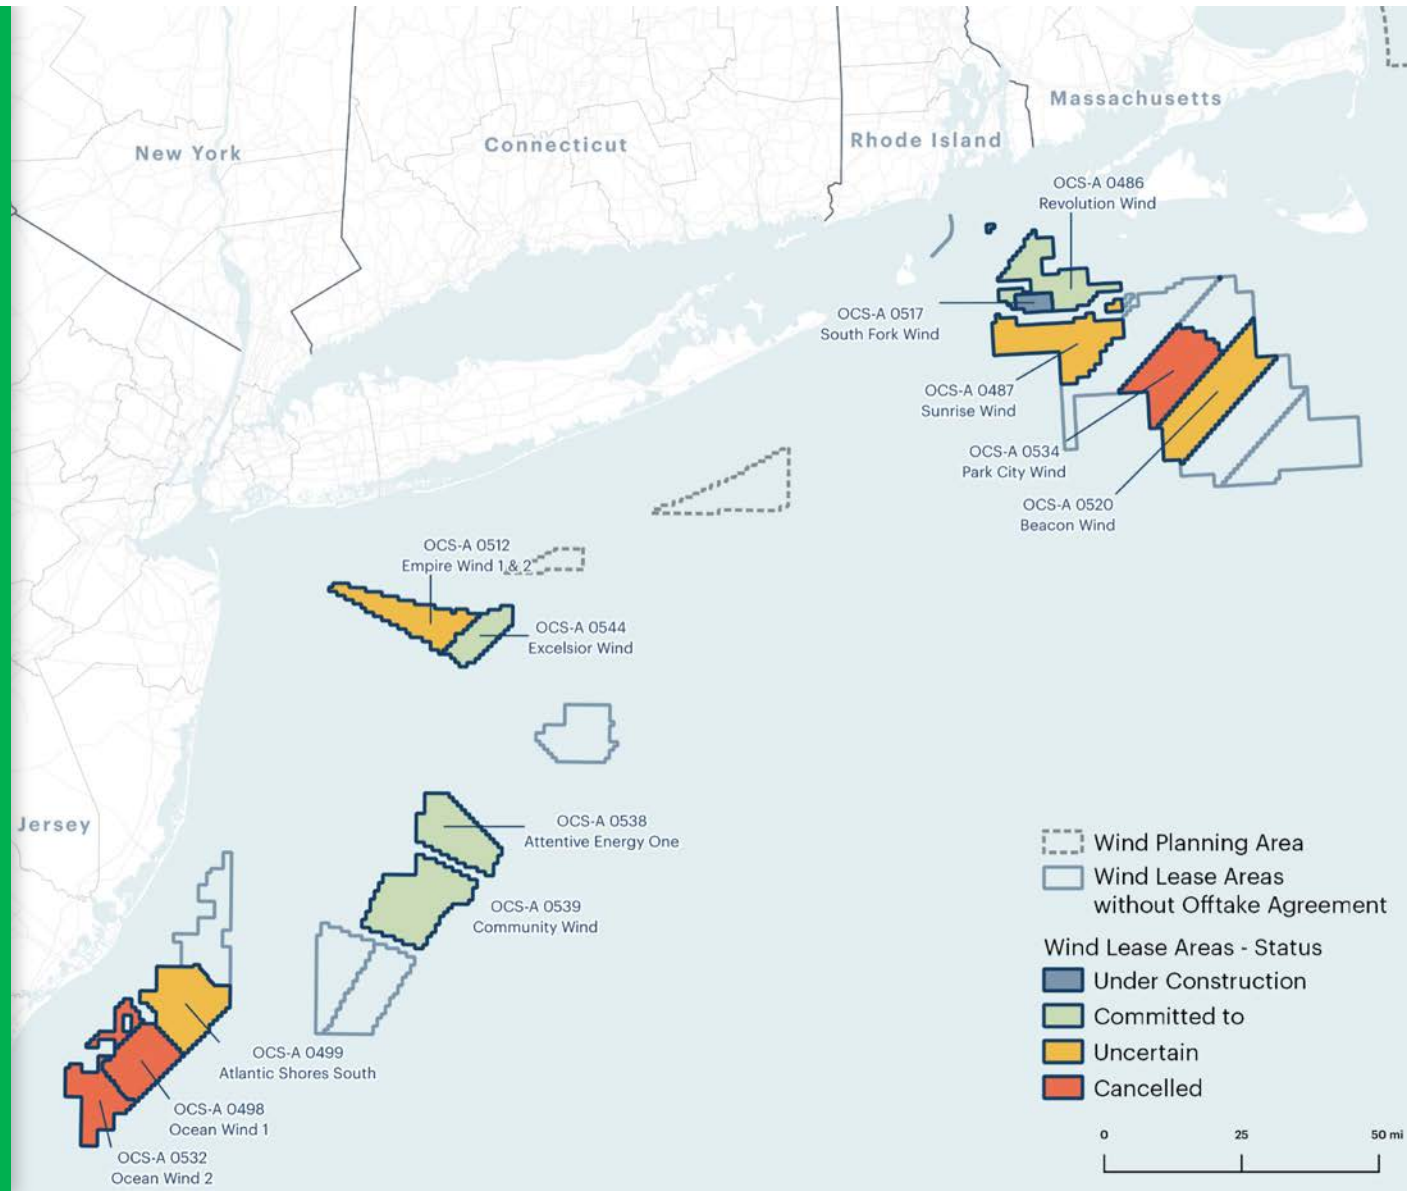 Massachusetts
Rhode Island
Connecticut
New York
OCS-A 0486
Revolution Wind
OCS-A 0517
South Fork Wind
OCS-A 0487
Sunrise Wind
OCS-A 0534
Park City Wind
OCS-A 0520
Beacon Wind
OCS-A 0512
Empire Wind 1 & 2
OCS-A 0544
Excelsior Wind
Jersey
OCS-A 0538
Attentive Energy One
OCS-A 0539
Community Wind
OCS-A 0499
Atlantic Shores South
OCS-A 0498
Ocean Wind 1
OCS-A 0532
Ocean Wind 2
Wind Planning Area
Wind Lease Areas
without Offtake Agreement
Wind Lease Areas - Status
Under Construction
Committed to
Uncertain
Cancelled
0 25 50 mi